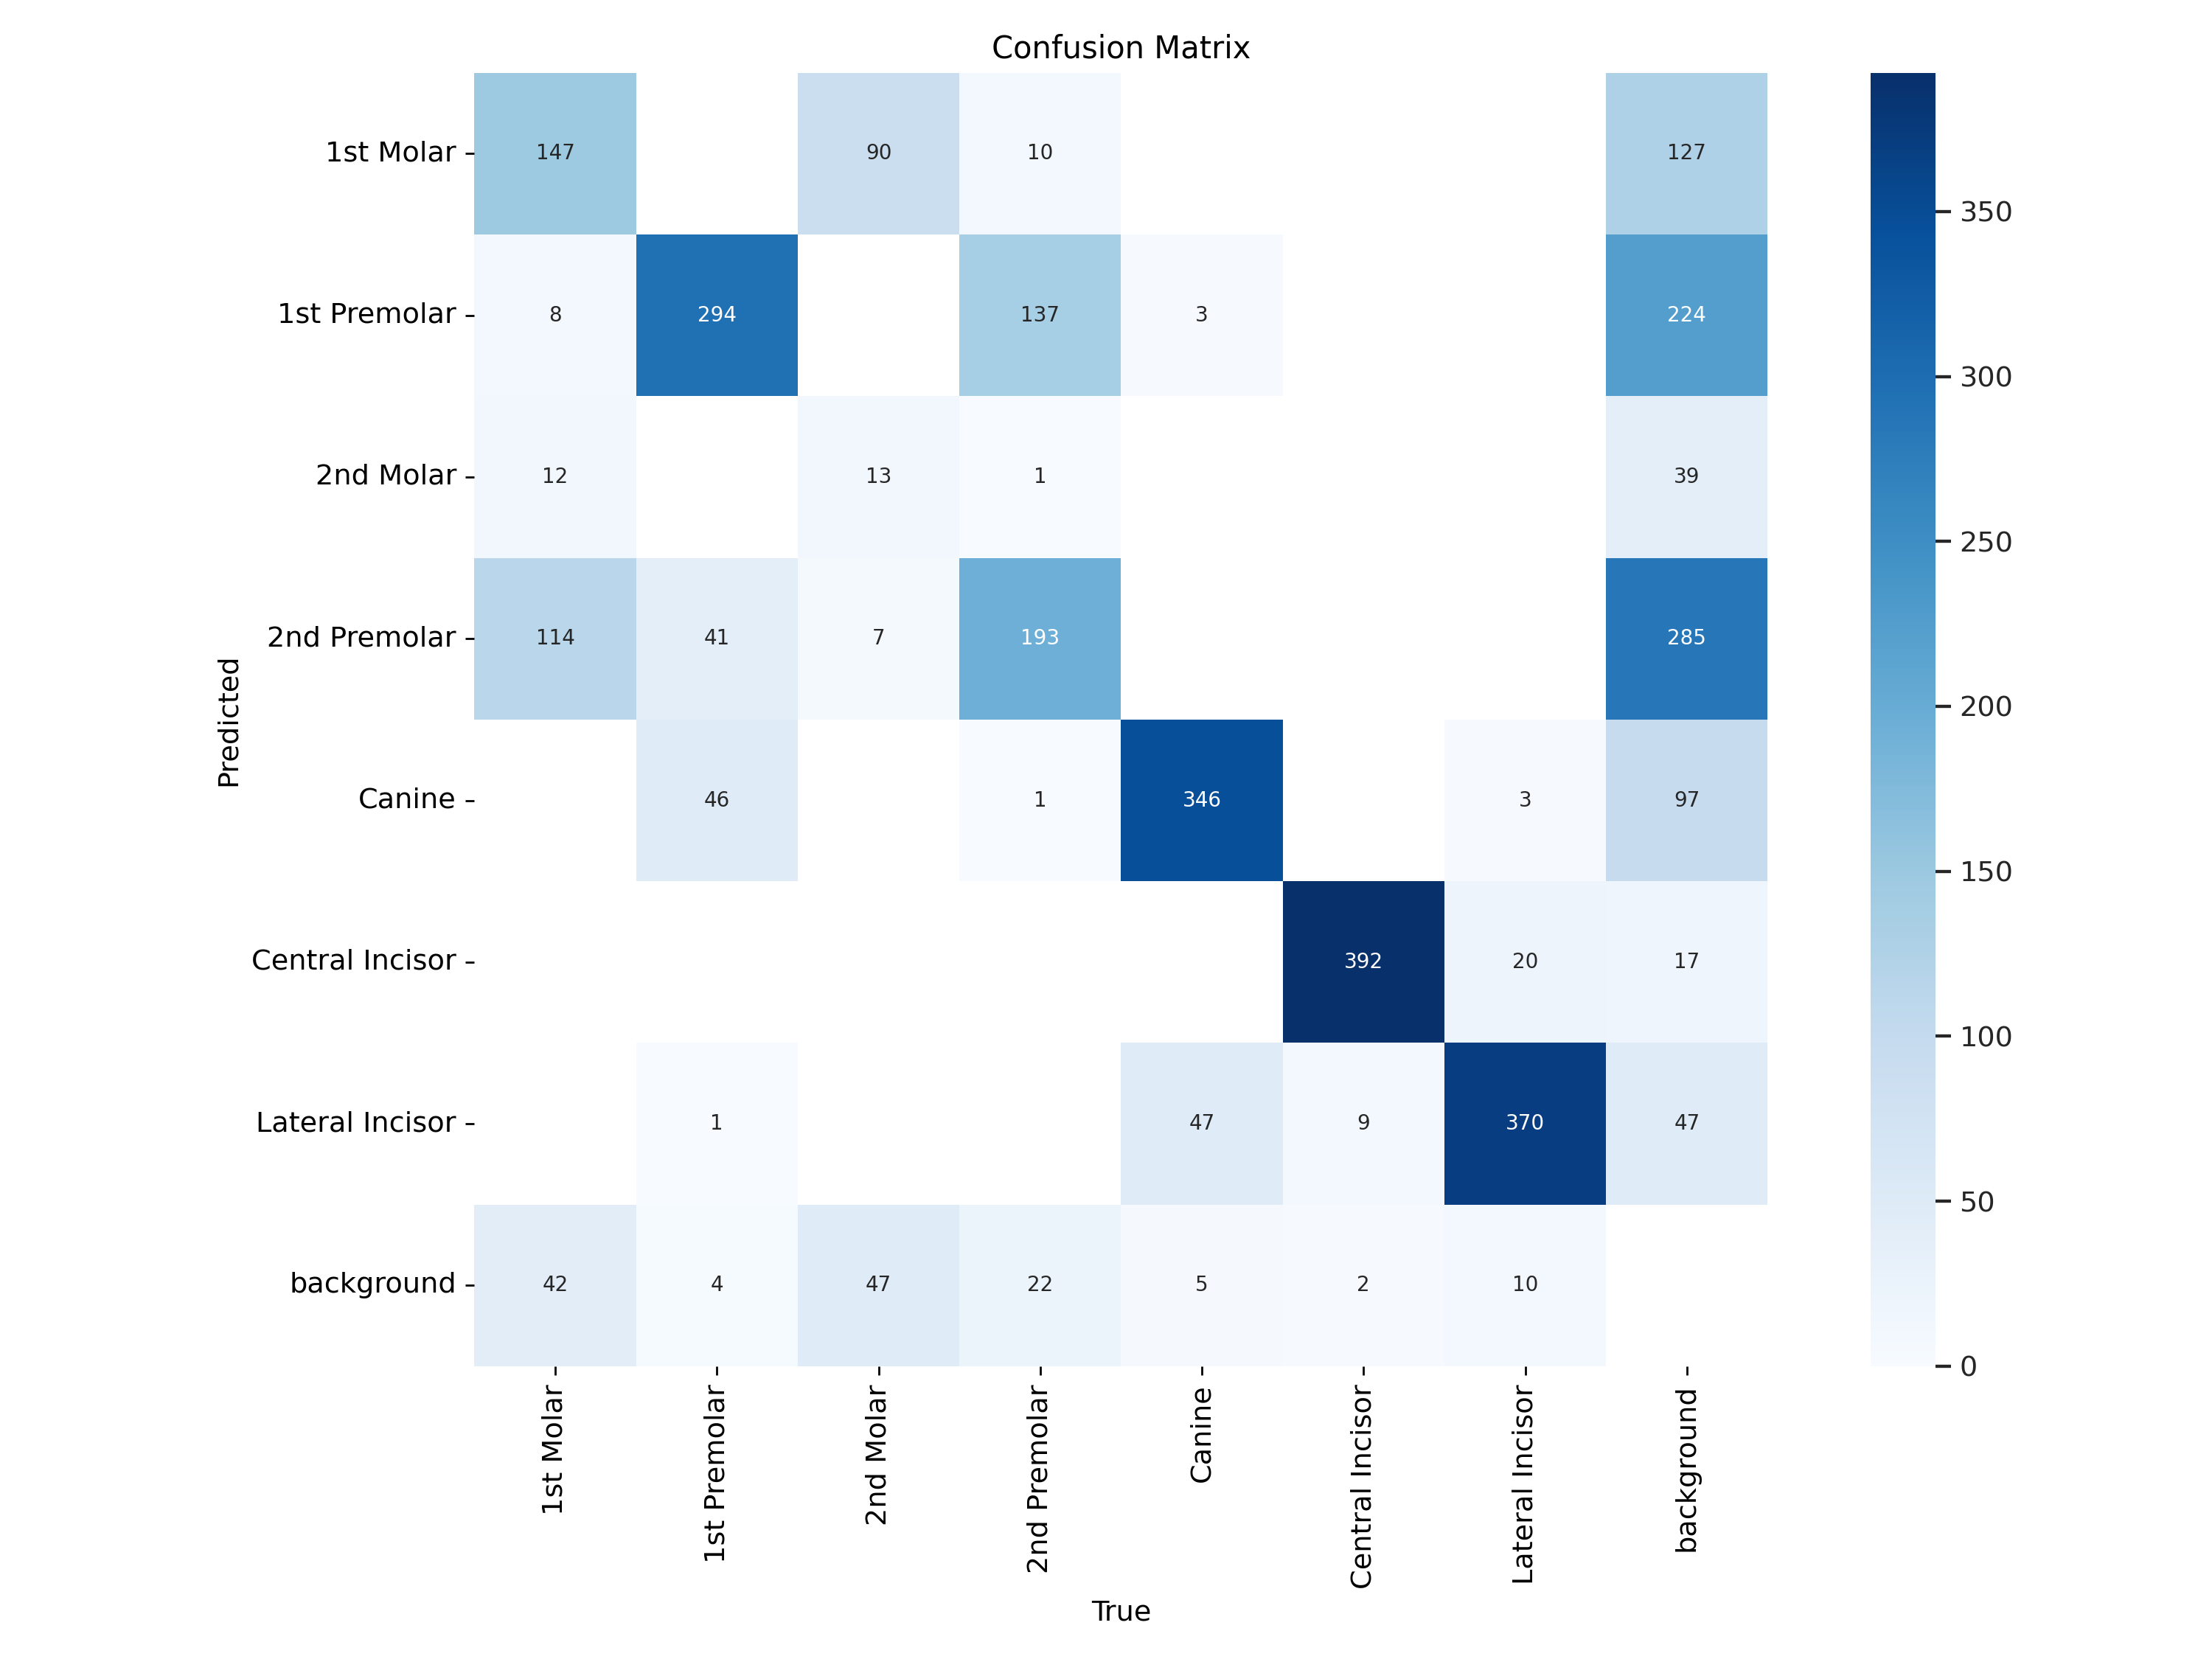 Confusion Matrix
1st Molar 147 90 10 127
1st Premolar 8 294 137 3 224
2nd Molar 12 13 1 39
2nd Premolar 114 41 7 193 285
Canine 46 1 346 3 97
Central Incisor 392 20 17
Lateral Incisor 1 47 9 370 47
background 42 4 47 22 5 2 10
Predicted
1st Molar
1st Premolar
2nd Molar
2nd Premolar
Canine
Central Incisor
Lateral Incisor
background
True
350
300
250
200
150
100
50
0